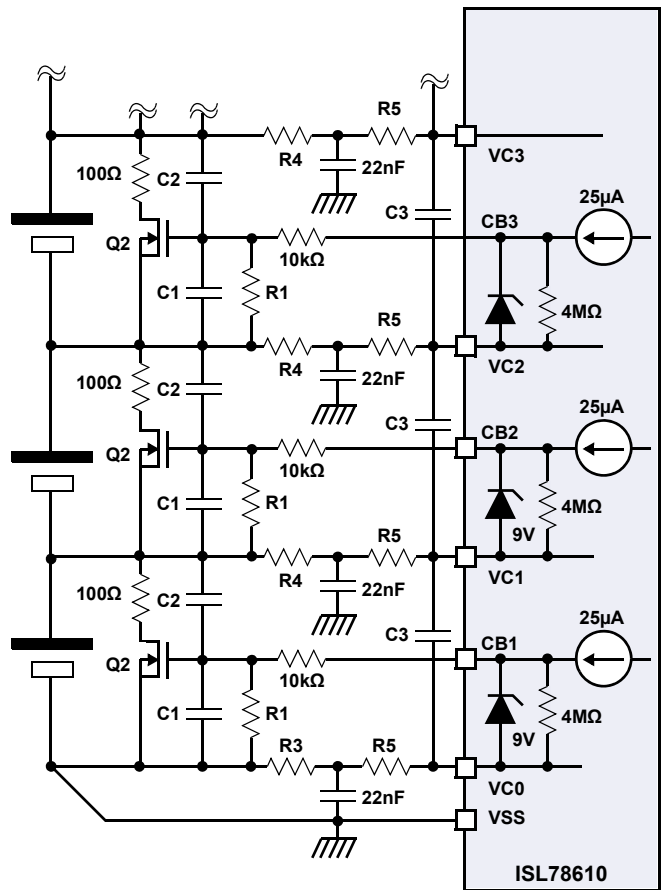 R5
VC3
R4
22nF
100Ω
C2
25µA
C3
CB3
Q2
10kΩ
C1
R1
4MΩ
R5
VC2
R4
22nF
100Ω
C2
25µA
C3
CB2
Q2
10kΩ
C1
R1
4MΩ
9V
R5
VC1
R4
22nF
100Ω
C2
25µA
C3
CB1
Q2
10kΩ
C1
R1
4MΩ
9V
R3
R5
VC0
22nF
VSS
ISL78610